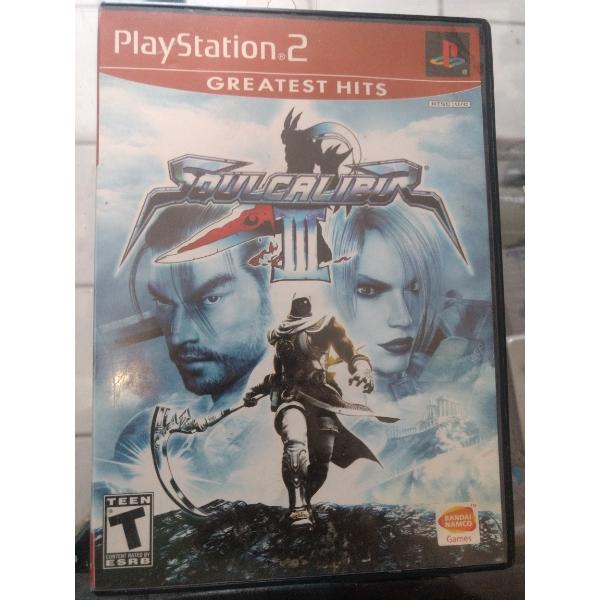 PlayStation®2
GREATEST HITS
NTSC U/C
SOULCALIBUR®
III
TEEN
T
CONTENT RATED BY
ESRB
BANDAI
NAMCO
Games